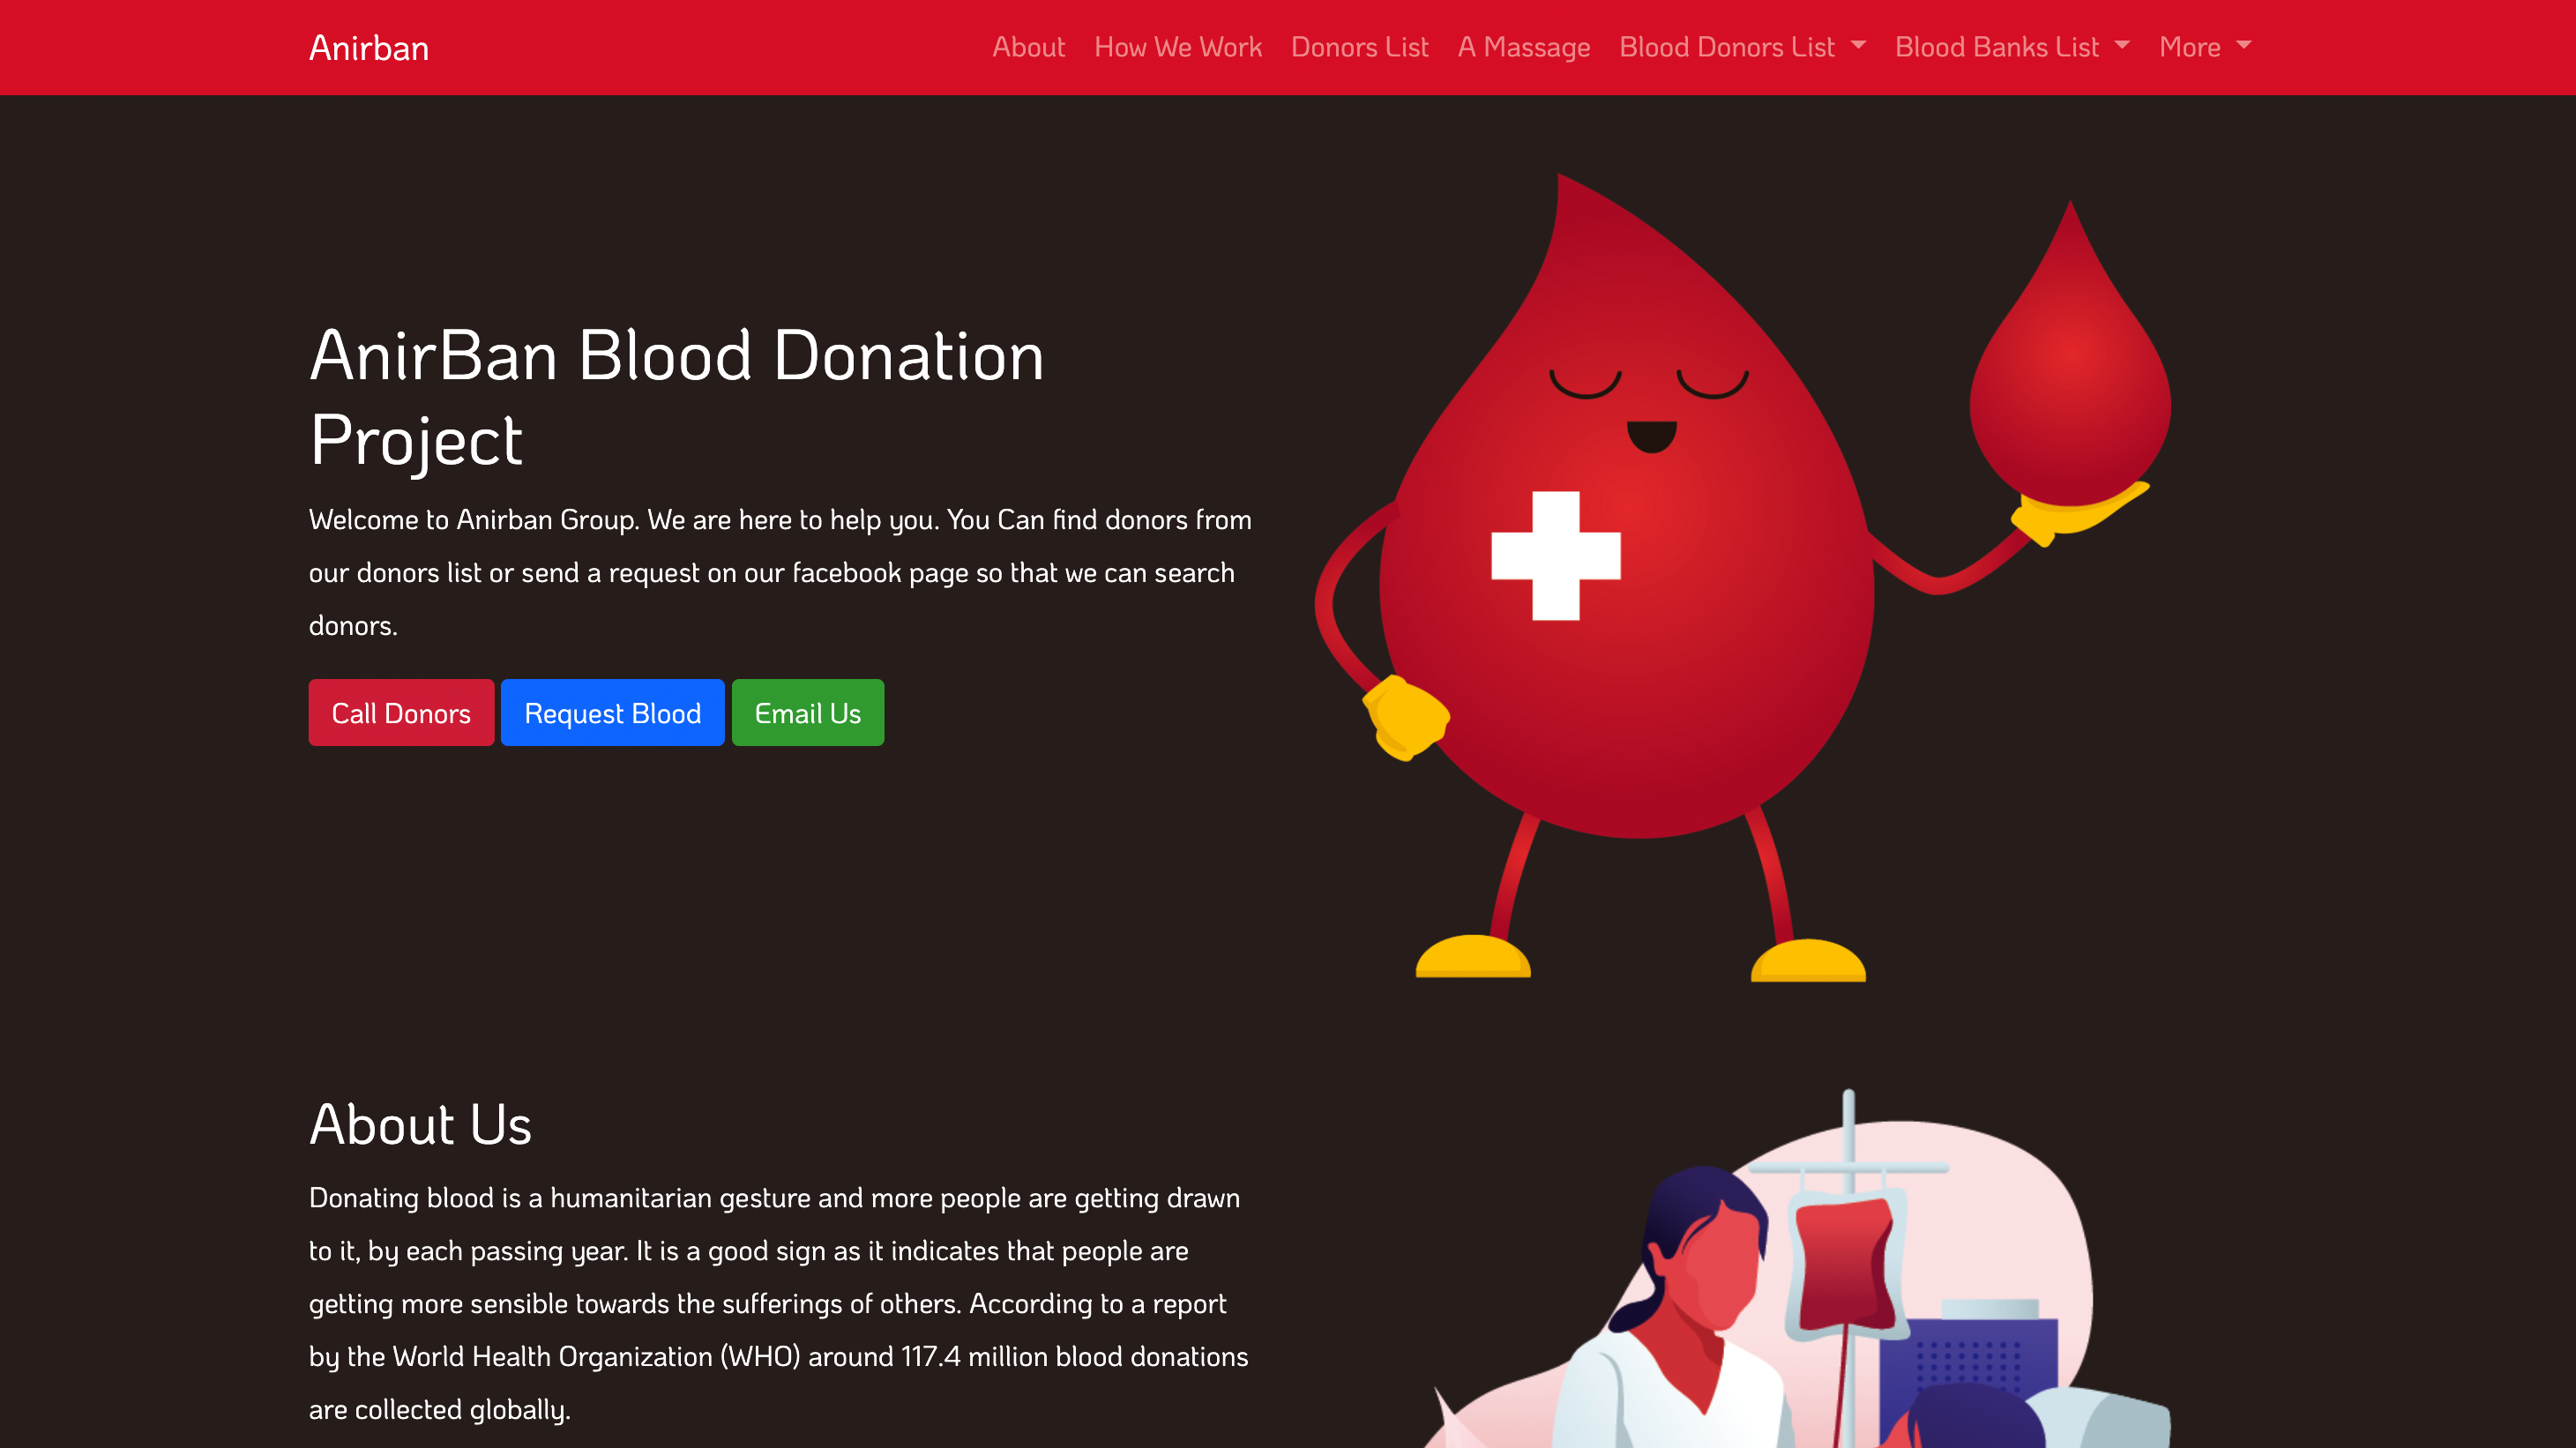 Anirban
About How We Work Donors List A Massage Blood Donors List Blood Banks List More
AnirBan Blood Donation
Project
Welcome to Anirban Group. We are here to help you. You Can find donors from
our donors list or send a request on our facebook page so that we can search
donors.
Call Donors Request Blood Email Us
About Us
Donating blood is a humanitarian gesture and more people are getting drawn
to it, by each passing year. It is a good sign as it indicates that people are
getting more sensible towards the sufferings of others. According to a report
by the World Health Organization (WHO) around 117.4 million blood donations
are collected globally.